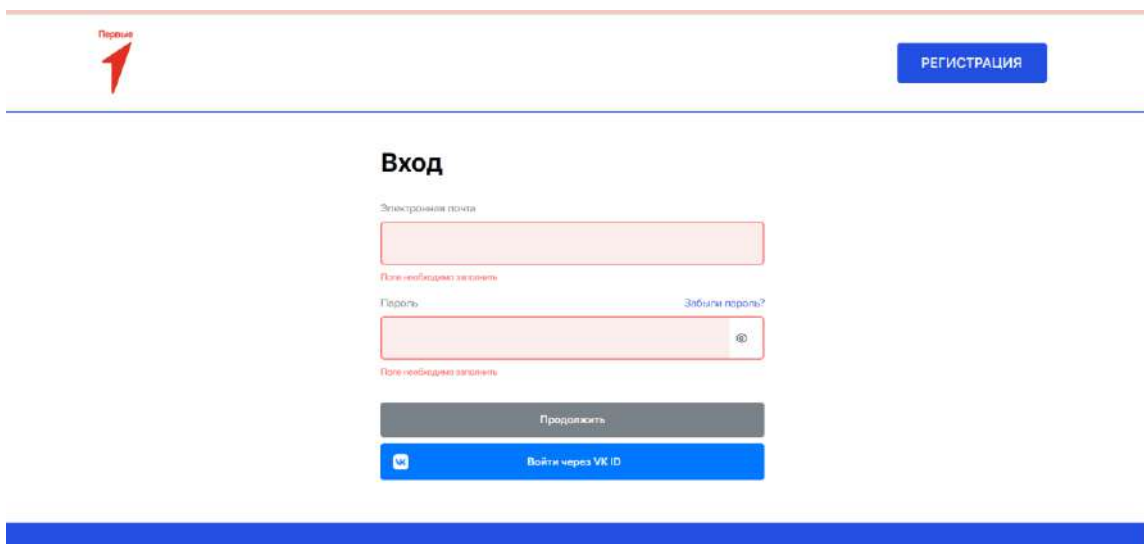 Первые
РЕГИСТРАЦИЯ
Вход
Электронная почта
Поле необходимо заполнить
Пароль
Забыли пароль?
Поле необходимо заполнить
Продолжить
Войти через VK ID